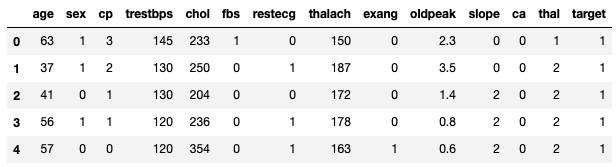 age sex cp trestbps chol fbs restecg thalach exang oldpeak slope ca thal target
0 63 1 3 145 233 1 0 150 0 2.3 0 0 1 1
1 37 1 2 130 250 0 1 187 0 3.5 0 0 2 1
2 41 0 1 130 204 0 0 172 0 1.4 2 0 2 1
3 56 1 1 120 236 0 1 178 0 0.8 2 0 2 1
4 57 0 0 120 354 0 1 163 1 0.6 2 0 2 1